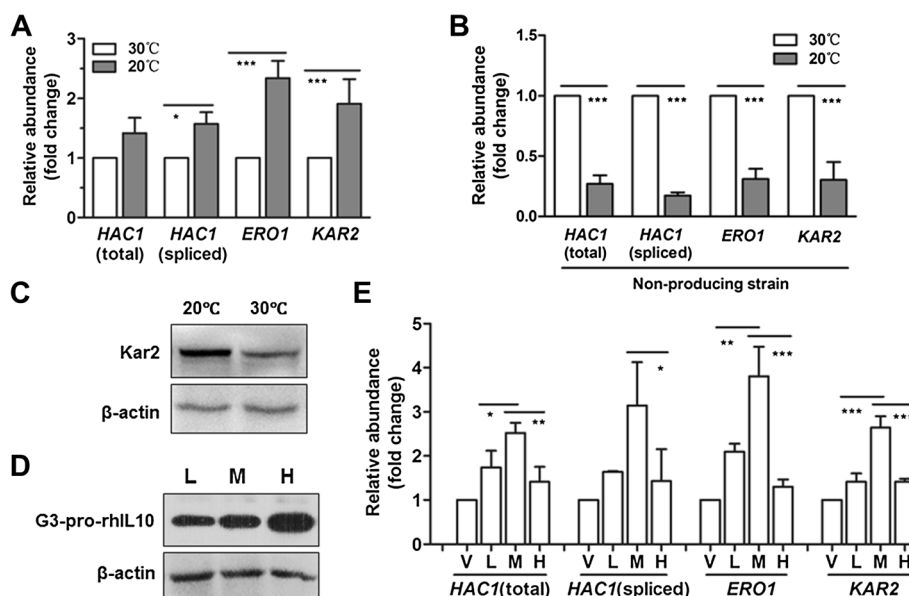 A
Relative abundance
(fold change)
3
2
1
0
30℃
20℃
***
***
*
HAC1
(total)
HAC1
(spliced)
ERO1
KAR2
B
Relative abundance
(fold change)
1.5
1.0
0.5
0.0
30℃
20℃
*** *** *** ***
HAC1
(total)
HAC1
(spliced)
ERO1
KAR2
Non-producing strain
C
20℃ 30℃
Kar2
β-actin
D
L M H
G3-pro-rhIL10
β-actin
E
Relative abundance
(fold change)
5
4
3
2
1
0
* **
*
** ***
*** ***
V L M H V L M H V L M H V L M H
HAC1(total) HAC1(spliced) ERO1 KAR2